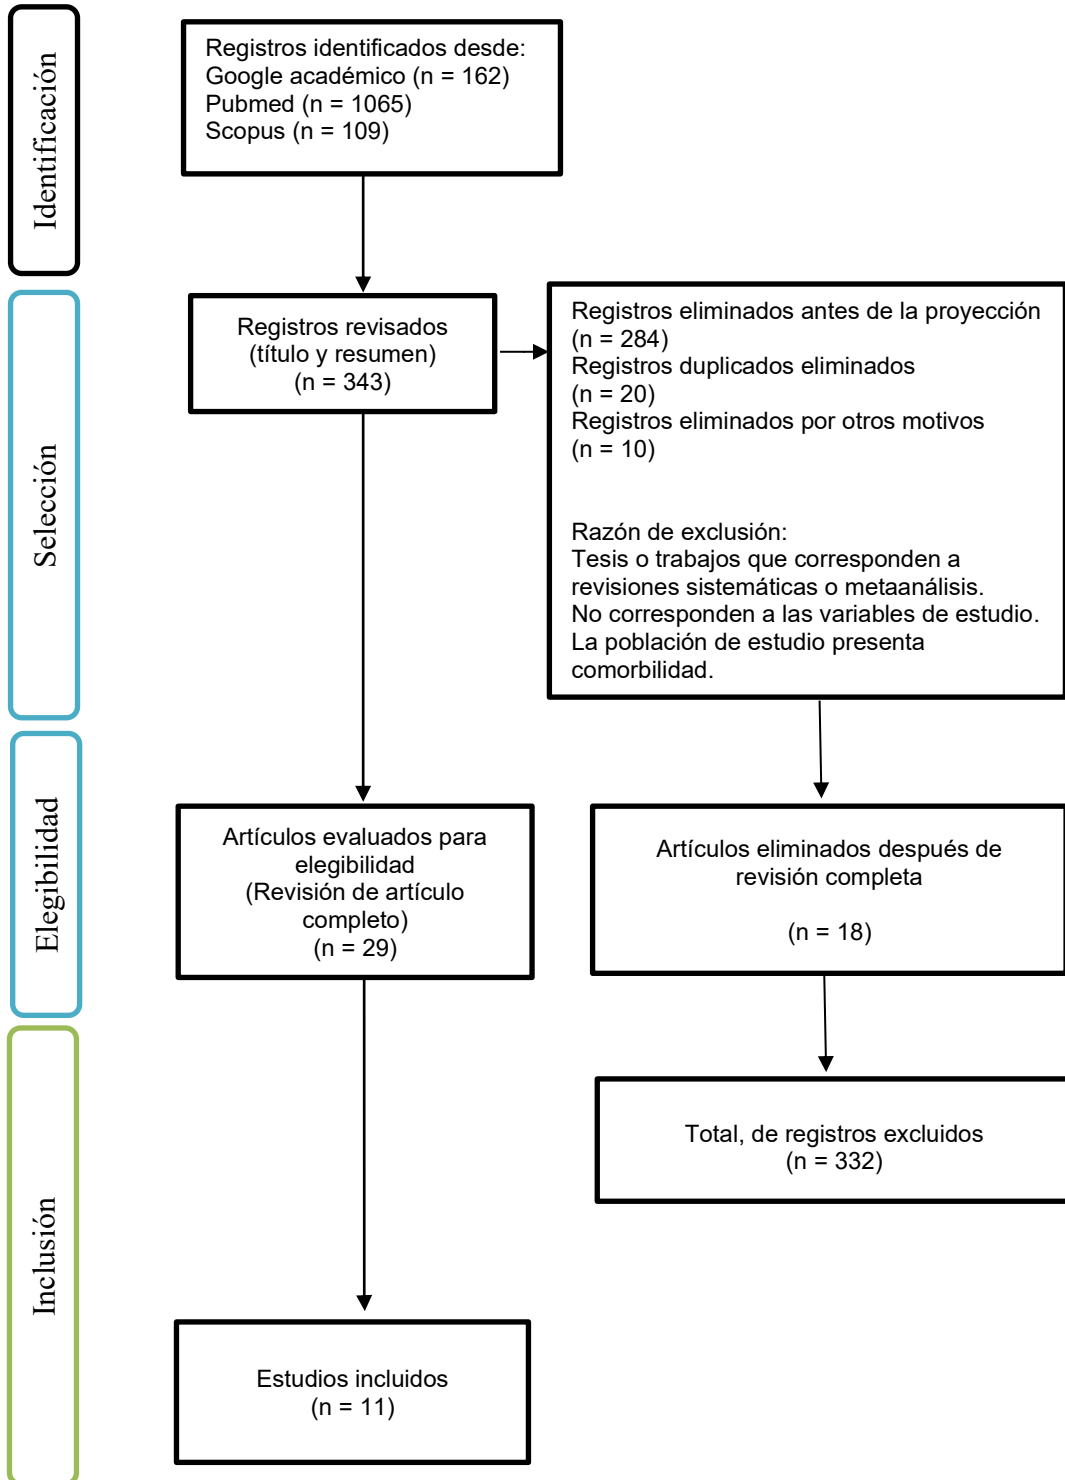 Identificación
Registros identificados desde:
Google académico (n = 162)
Pubmed (n = 1065)
Scopus (n = 109)
Selección
Registros revisados
(título y resumen)
(n = 343)
Registros eliminados antes de la proyección
(n = 284)
Registros duplicados eliminados
(n = 20)
Registros eliminados por otros motivos
(n = 10)
Razón de exclusión:
Tesis o trabajos que corresponden a
revisiones sistemáticas o metaanálisis.
No corresponden a las variables de estudio.
La población de estudio presenta
comorbilidad.
Elegibilidad
Artículos evaluados para
elegibilidad
(Revisión de artículo
completo)
(n = 29)
Artículos eliminados después de
revisión completa
(n = 18)
Total, de registros excluidos
(n = 332)
Inclusión
Estudios incluidos
(n = 11)